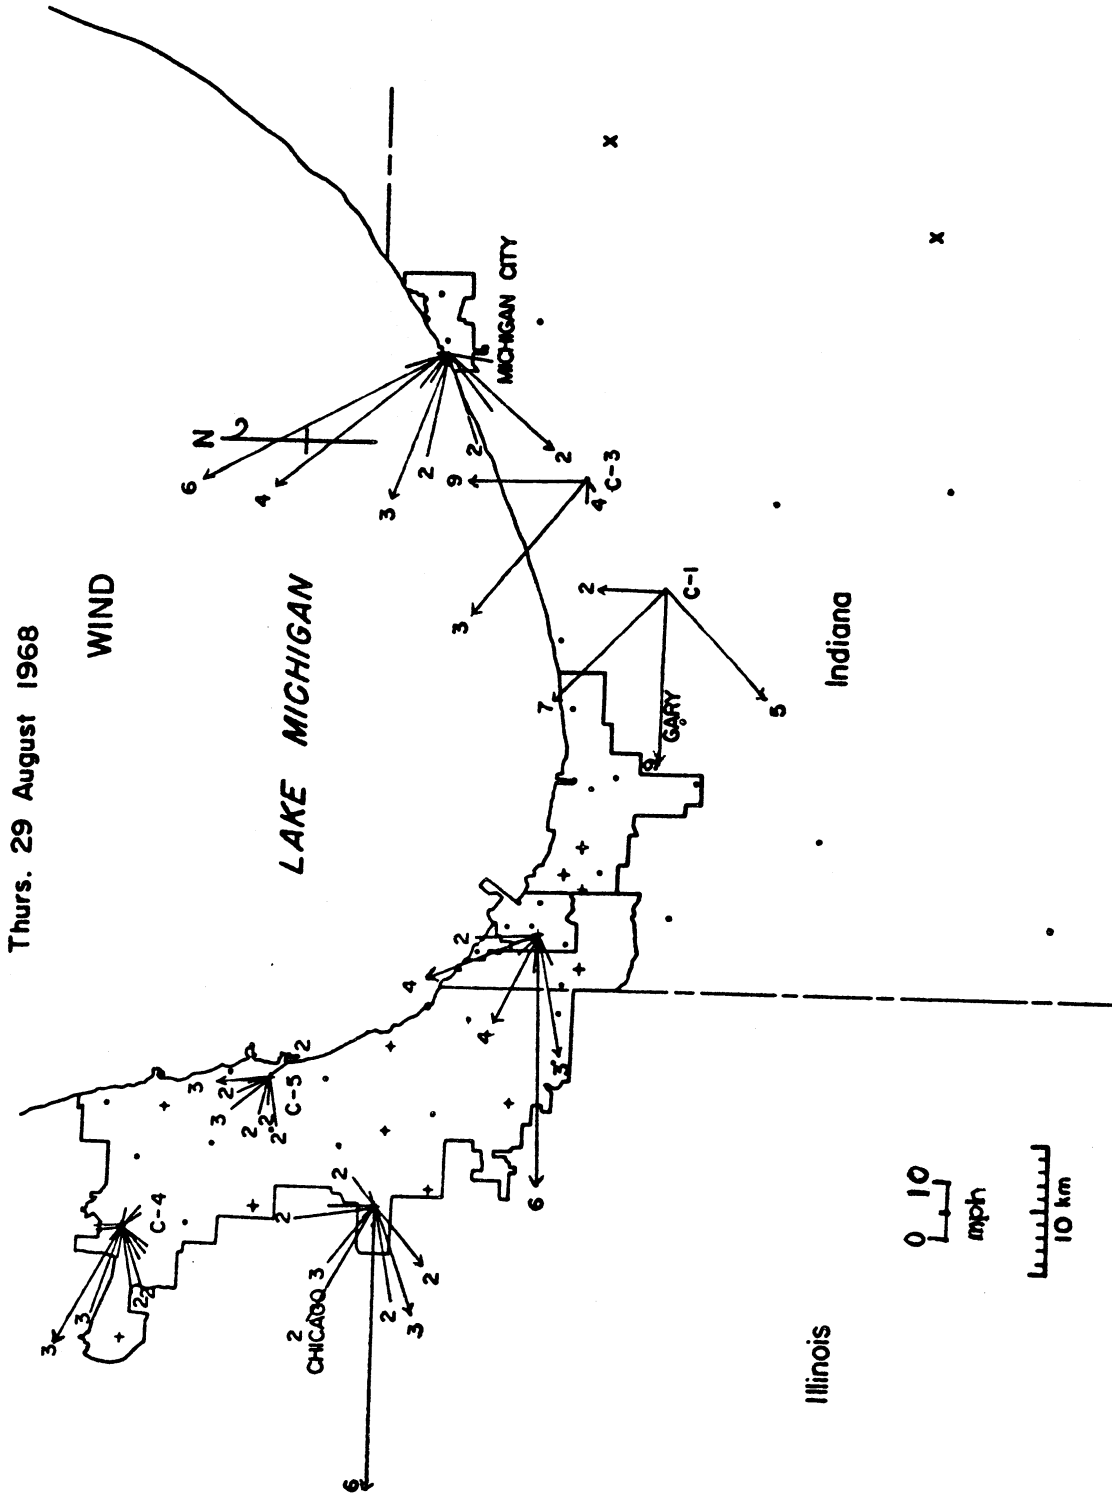 Thurs. 29 August 1968
WIND
N
LAKE MICHIGAN
MICHIGAN CITY
6
4
3
2
2
2
9
3
4
C-3
2
C-1
7
9
5
GARY
Indiana
2
4
4
3
6
3
2
3
2
2
2
2
C-5
C-4
3
3
2
2
2
2
3
2
CHICAGO
2
3
2
6
Illinois
0 10
mph
10 km